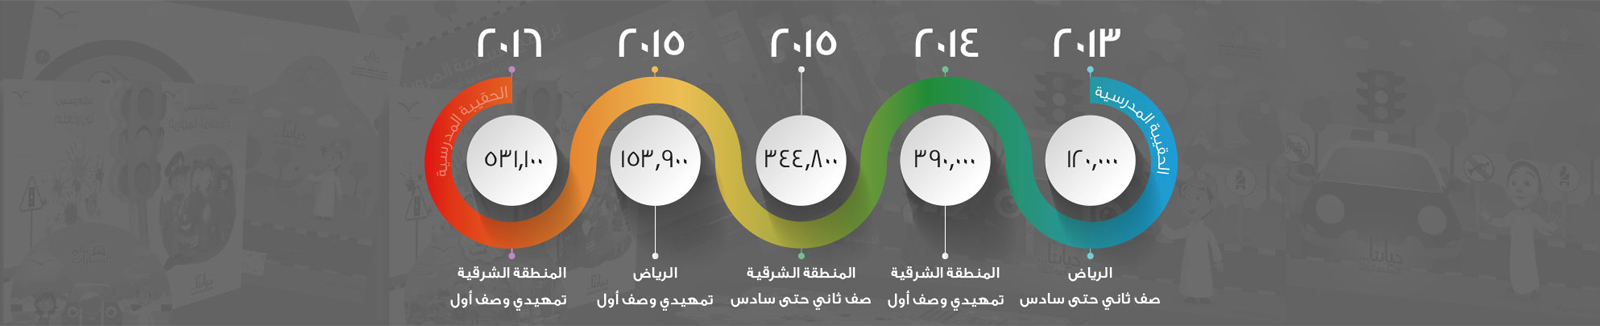 ٢٠١٣
٢٠١٤
٢٠١٥
٢٠١٥
٢٠١٦
الحقيبة المدرسية
الحقيبة المدرسية
١٢٠,٠٠٠
٣٩٠,٠٠٠
٣٤٤,٨٠٠
١٥٣,٩٠٠
٥٣١,١٠٠
الرياض
صف ثاني حتى سادس
المنطقة الشرقية
تمهيدي وصف أول
المنطقة الشرقية
صف ثاني حتى سادس
الرياض
تمهيدي وصف أول
المنطقة الشرقية
تمهيدي وصف أول